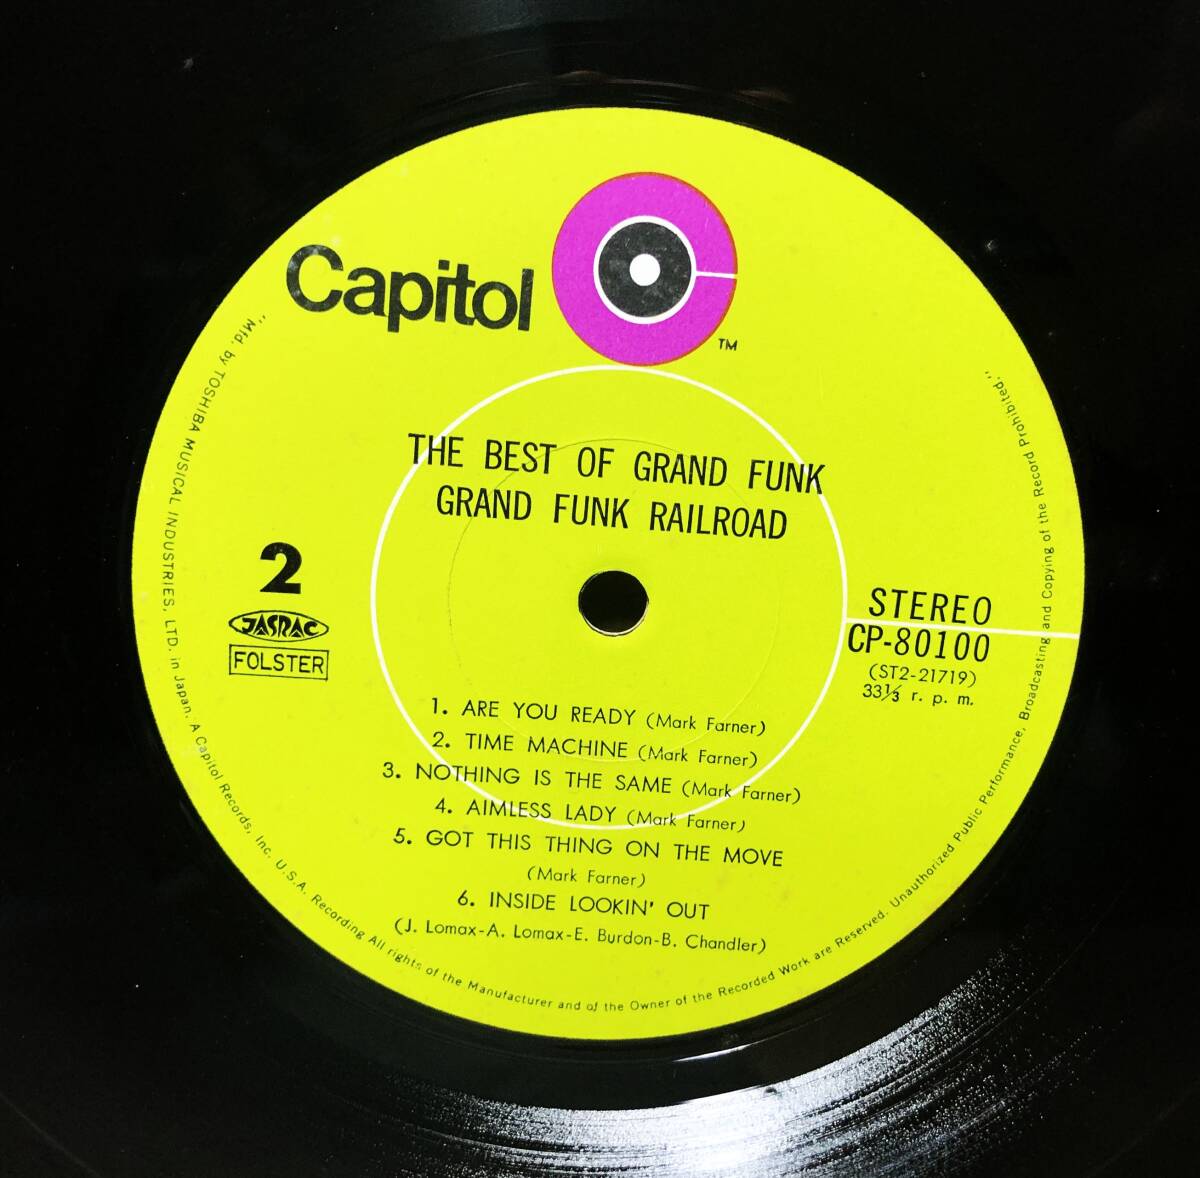 Capitol
TM
THE BEST OF GRAND FUNK
GRAND FUNK RAILROAD
2
JASRAC
FOLSTER
STEREO
CP-80100
(ST2-21719)
33⅓ r. p. m.
1. ARE YOU READY (Mark Farner)
2. TIME MACHINE (Mark Farner)
3. NOTHING IS THE SAME (Mark Farner)
4. AIMLESS LADY (Mark Farner)
5. GOT THIS THING ON THE MOVE
(Mark Farner)
6. INSIDE LOOKIN' OUT
(J. Lomax-A. Lomax-E. Burdon-B. Chandler)
"Mfd. by TOSHIBA MUSICAL INDUSTRIES, LTD. in Japan. A Capitol Records, Inc. U.S.A. Recording All rights of the Manufacturer and of the Owner of the Recorded Work are Reserved. Unauthorized Public Performance, Broadcasting and Copying of the Record Prohibited."